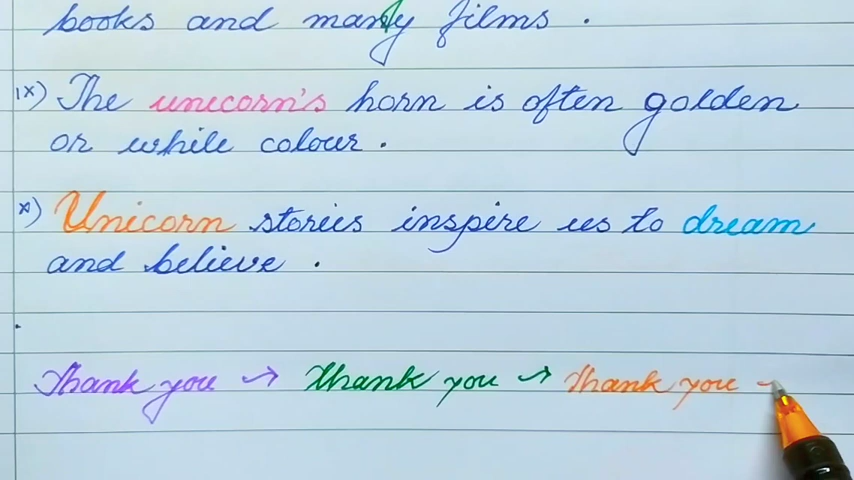 books and many films .
ix) The unicorn's horn is often golden
or while colour .
x) Unicorn stories inspire us to dream
and believe .
Thank you → Thank you → Thank you -